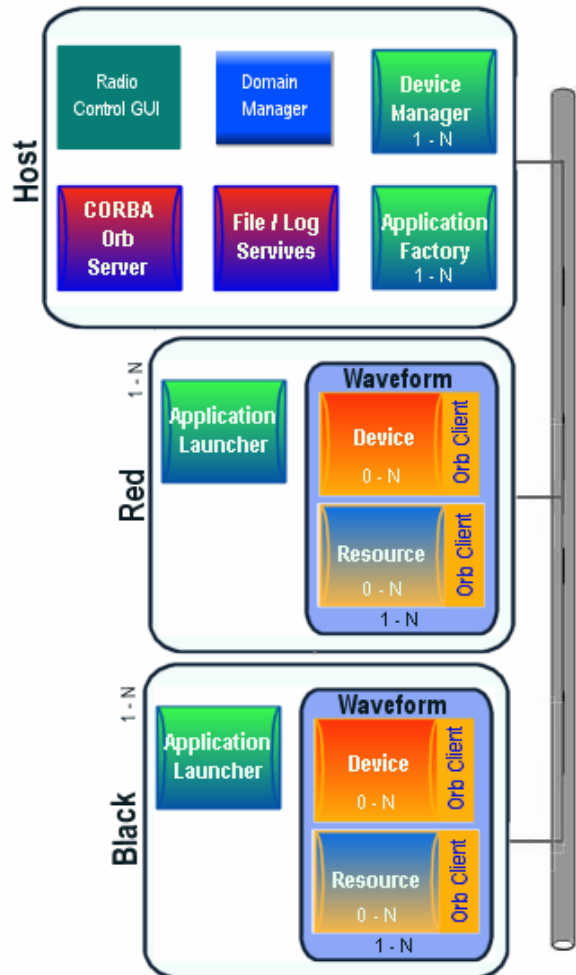 Host
Radio
Control GUI
Domain
Manager
Device
Manager
1 - N
CORBA
Orb
Server
File / Log
Servives
Application
Factory
1 - N
Red
1 - N
Application
Launcher
Waveform
Device
0 - N
Orb Client
Resource
0 - N
Orb Client
1 - N
Black
1 - N
Application
Launcher
Waveform
Device
0 - N
Orb Client
Resource
0 - N
Orb Client
1 - N